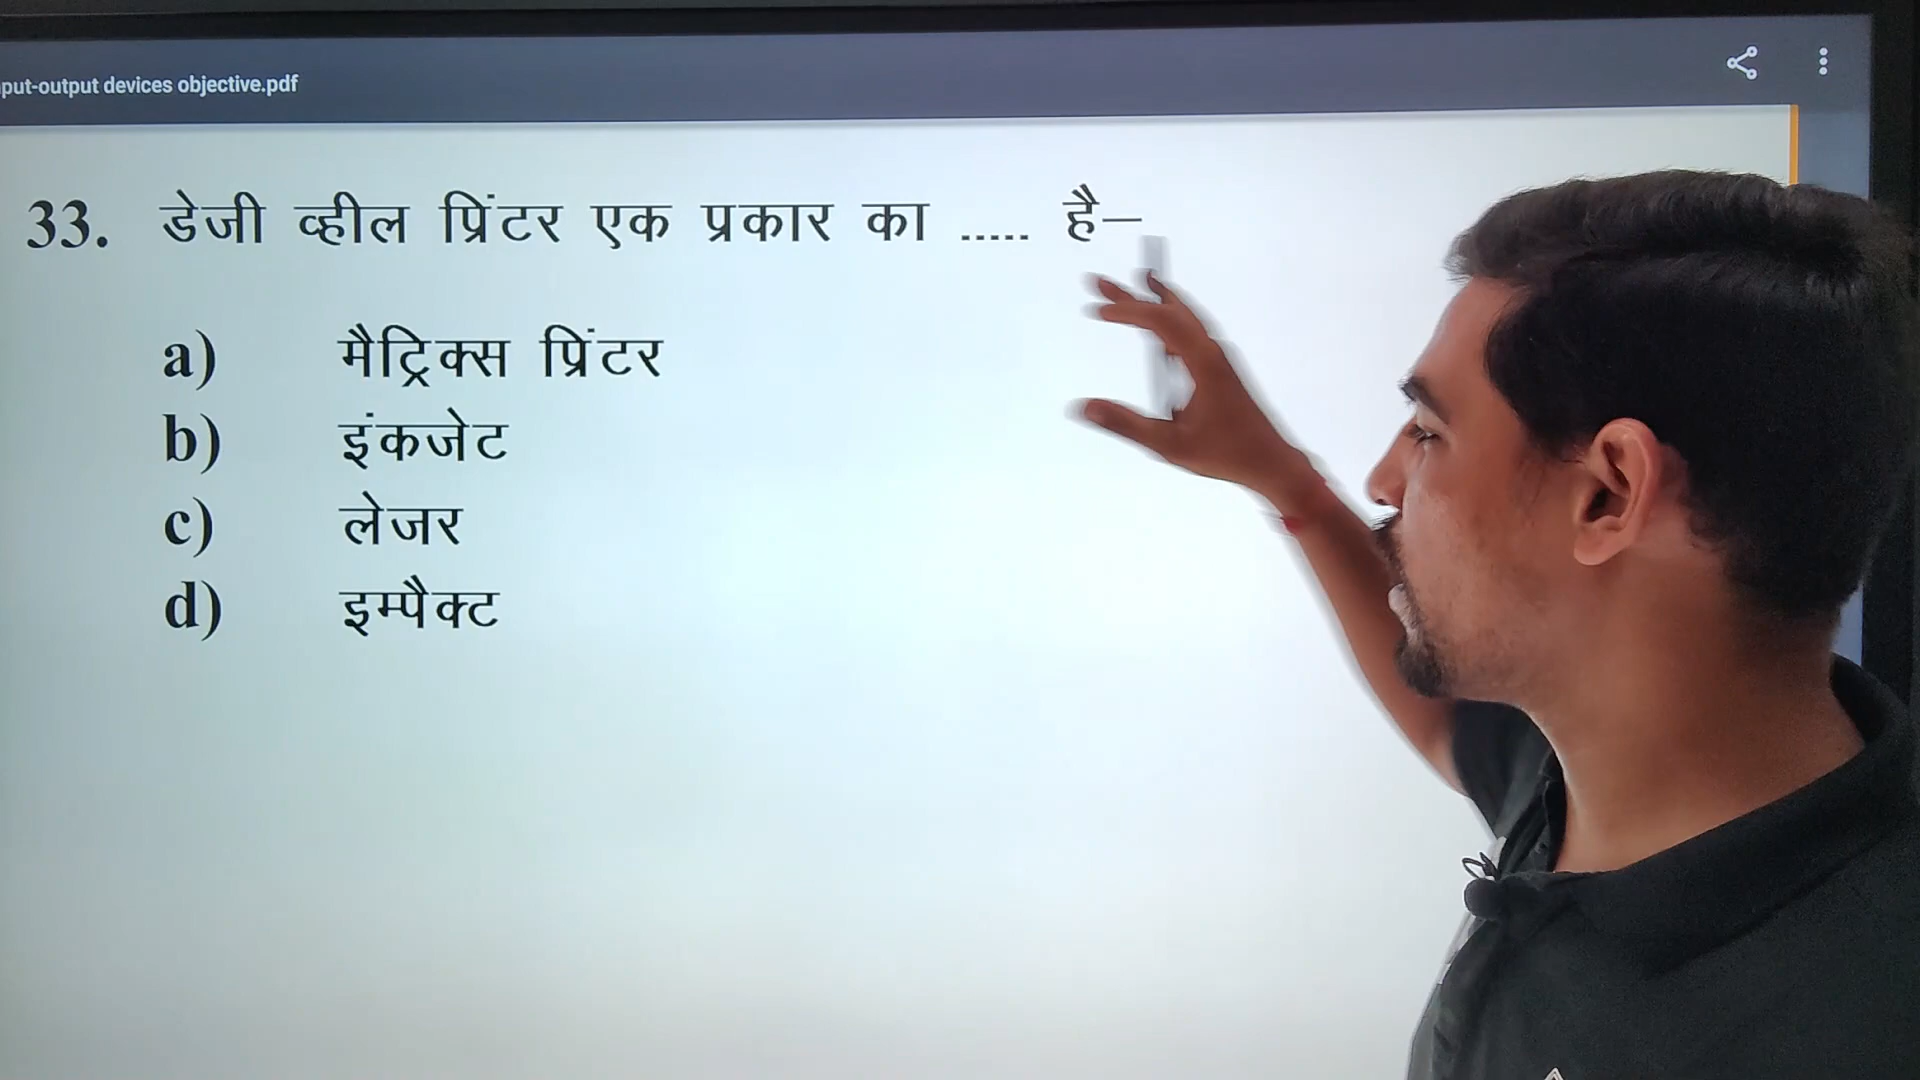 put-output devices objective.pdf
33. डेजी व्हील प्रिंटर एक प्रकार का ..... है–
a) मैट्रिक्स प्रिंटर
b) इंकजेट
c) लेजर
d) इम्पैक्ट